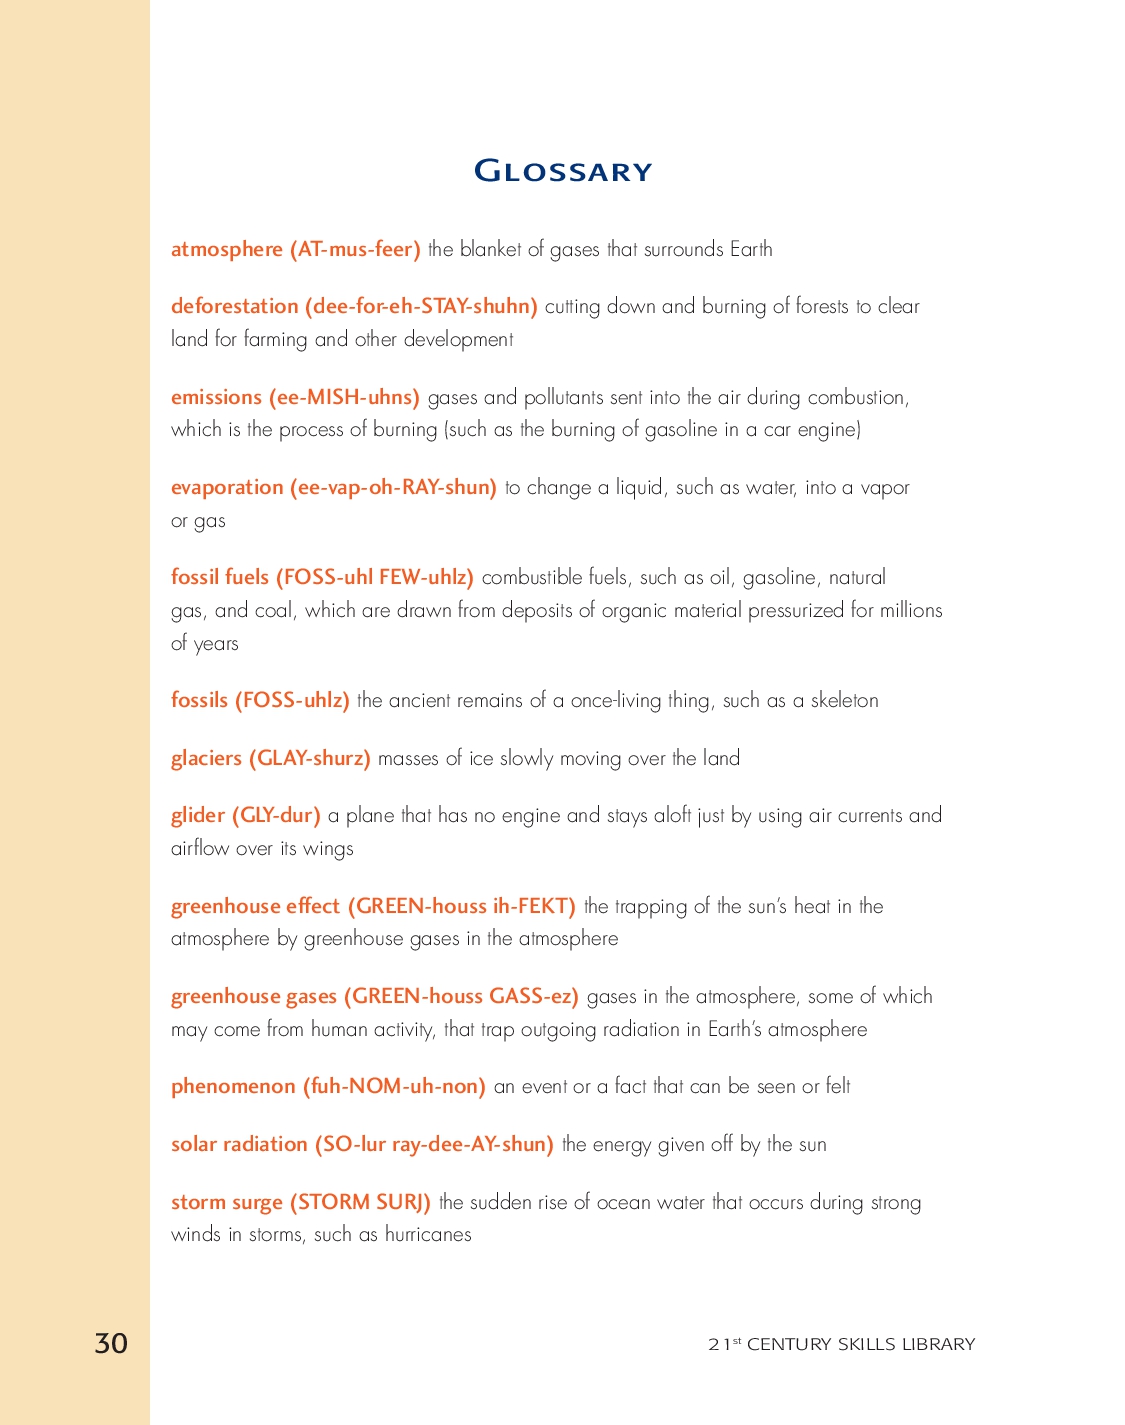 GLOSSARY
atmosphere (AT-mus-feer) the blanket of gases that surrounds Earth
deforestation (dee-for-eh-STAY-shuhn) cutting down and burning of forests to clear
land for farming and other development
emissions (ee-MISH-uhns) gases and pollutants sent into the air during combustion,
which is the process of burning (such as the burning of gasoline in a car engine)
evaporation (ee-vap-oh-RAY-shun) to change a liquid, such as water, into a vapor
or gas
fossil fuels (FOSS-uhl FEW-uhlz) combustible fuels, such as oil, gasoline, natural
gas, and coal, which are drawn from deposits of organic material pressurized for millions
of years
fossils (FOSS-uhlz) the ancient remains of a once-living thing, such as a skeleton
glaciers (GLAY-shurz) masses of ice slowly moving over the land
glider (GLY-dur) a plane that has no engine and stays aloft just by using air currents and
airflow over its wings
greenhouse effect (GREEN-houss ih-FEKT) the trapping of the sun's heat in the
atmosphere by greenhouse gases in the atmosphere
greenhouse gases (GREEN-houss GASS-ez) gases in the atmosphere, some of which
may come from human activity, that trap outgoing radiation in Earth's atmosphere
phenomenon (fuh-NOM-uh-non) an event or a fact that can be seen or felt
solar radiation (SO-lur ray-dee-AY-shun) the energy given off by the sun
storm surge (STORM SURJ) the sudden rise of ocean water that occurs during strong
winds in storms, such as hurricanes
30
21st CENTURY SKILLS LIBRARY